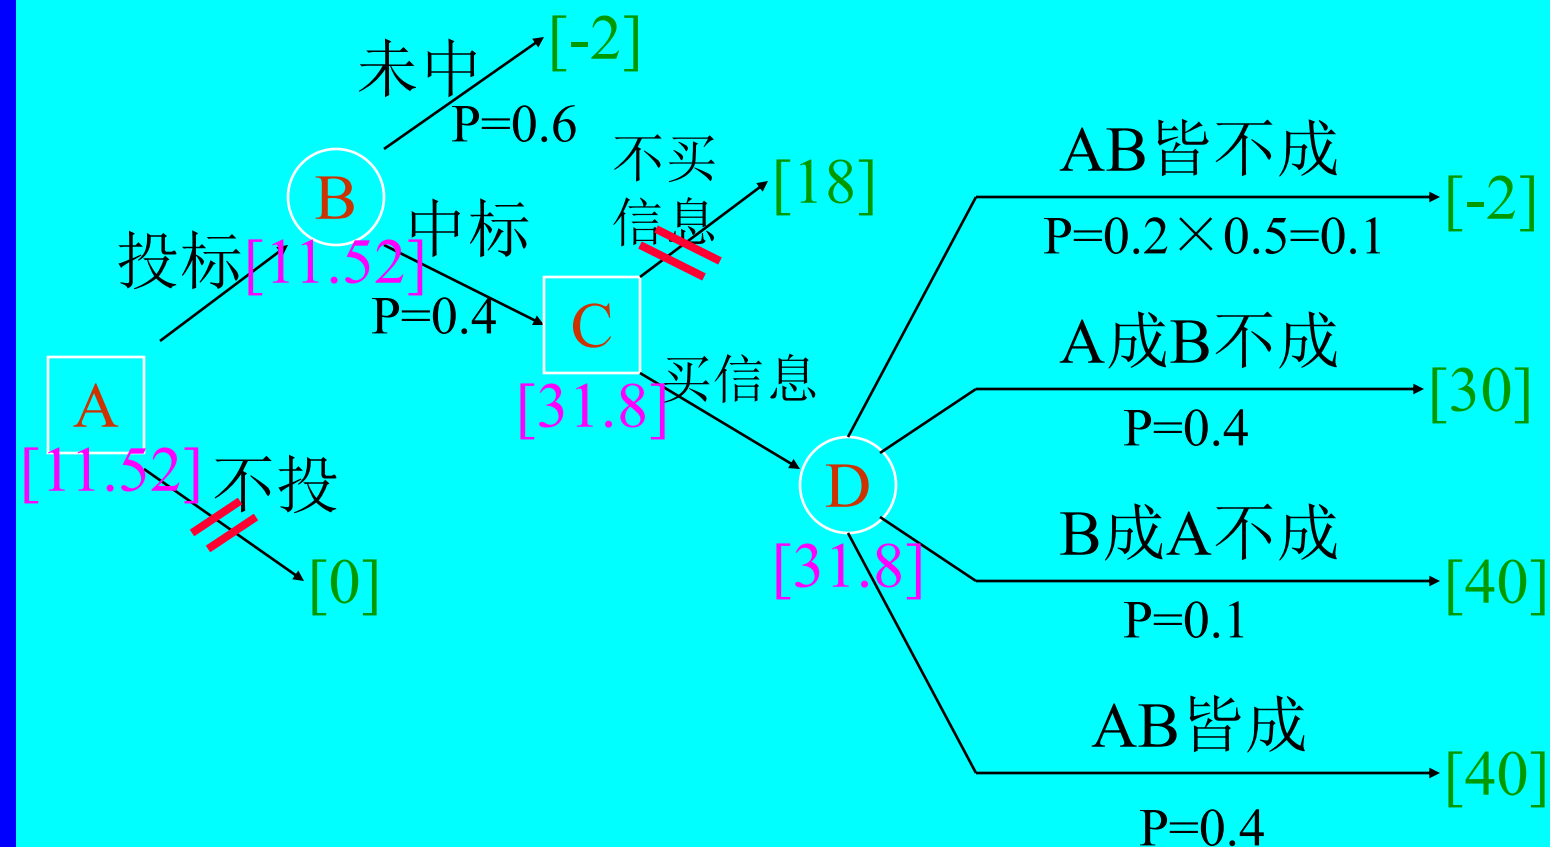 [-2]
未中
P=0.6
不买
信息
[18]
AB皆不成
[-2]
P=0.2×0.5=0.1
B
中标
投标
[11.52]
P=0.4
C
[31.8]
买信息
A成B不成
[30]
P=0.4
A
[11.52]
不投
[0]
D
[31.8]
B成A不成
[40]
P=0.1
AB皆成
[40]
P=0.4